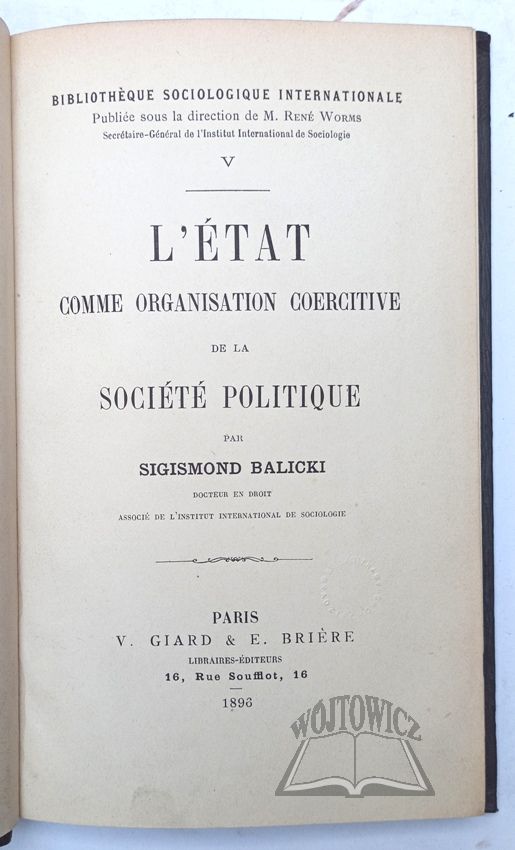 BIBLIOTHÈQUE SOCIOLOGIQUE INTERNATIONALE
Publiée sous la direction de M. RENÉ WORMS
Secrétaire-Général de l'Institut International de Sociologie
V
L'ÉTAT
COMME ORGANISATION COERCITIVE
DE LA
SOCIÉTÉ POLITIQUE
PAR
SIGISMOND BALICKI
DOCTEUR EN DROIT
ASSOCIÉ DE L'INSTITUT INTERNATIONAL DE SOCIOLOGIE
PARIS
V. GIARD & E. BRIÈRE
LIBRAIRES-ÉDITEURS
16, Rue Soufflot, 16
1896
WÓJTOWICZ